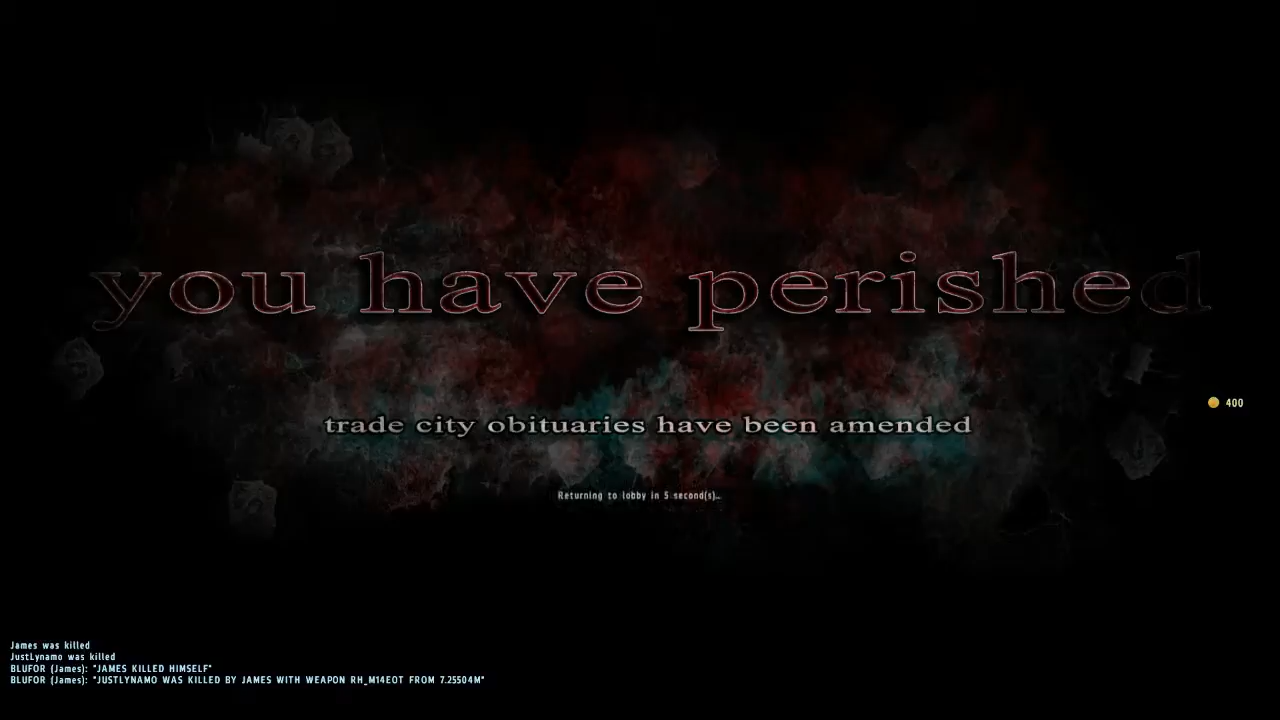 you have perished
trade city obituaries have been amended
400
Returning to lobby in 5 second(s)...
James was killed
JustLynamo was killed
BLUFOR (James): "JAMES KILLED HIMSELF"
BLUFOR (James): "JUSTLYNAMO WAS KILLED BY JAMES WITH WEAPON RH_M14EOT FROM 7.25504M"